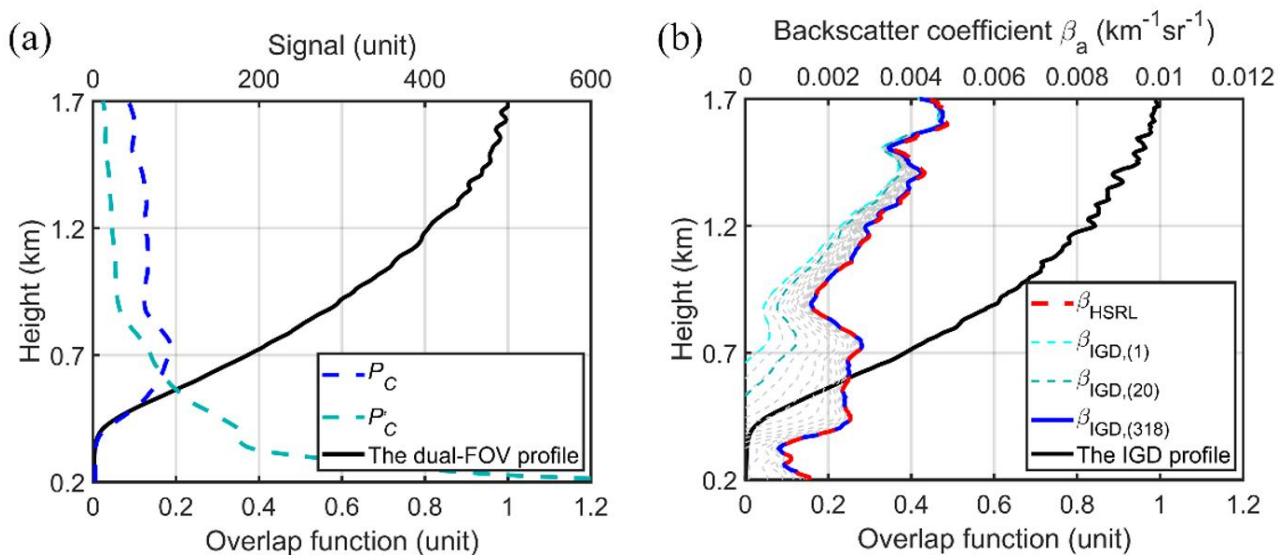 (a)
Signal (unit)
0 200 400 600
1.7
1.2
0.7
0.2
Height (km)
P_C
P'_C
The dual-FOV profile
0 0.2 0.4 0.6 0.8 1 1.2
Overlap function (unit)
(b)
Backscatter coefficient β_a (km⁻¹sr⁻¹)
0 0.002 0.004 0.006 0.008 0.01 0.012
1.7
1.2
0.7
0.2
Height (km)
β_HSRL
β_IGD,(1)
β_IGD,(20)
β_IGD,(318)
The IGD profile
0 0.2 0.4 0.6 0.8 1 1.2
Overlap function (unit)